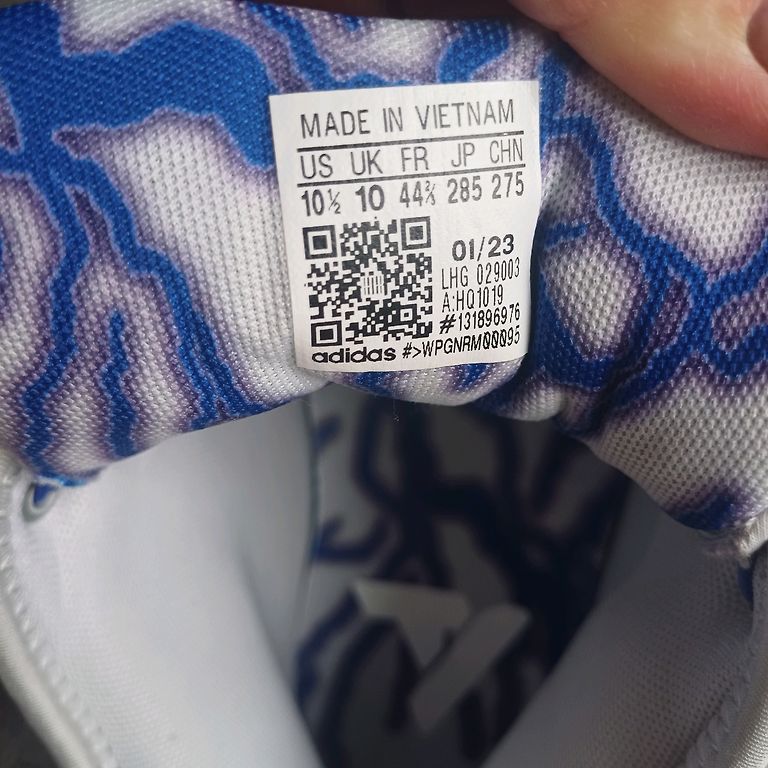 MADE IN VIETNAM
US UK FR JP CHN
10½ 10 44⅔ 285 275
01/23
LHG 029003
A:HQ1019
#131896976
adidas #>WPGNRM00095